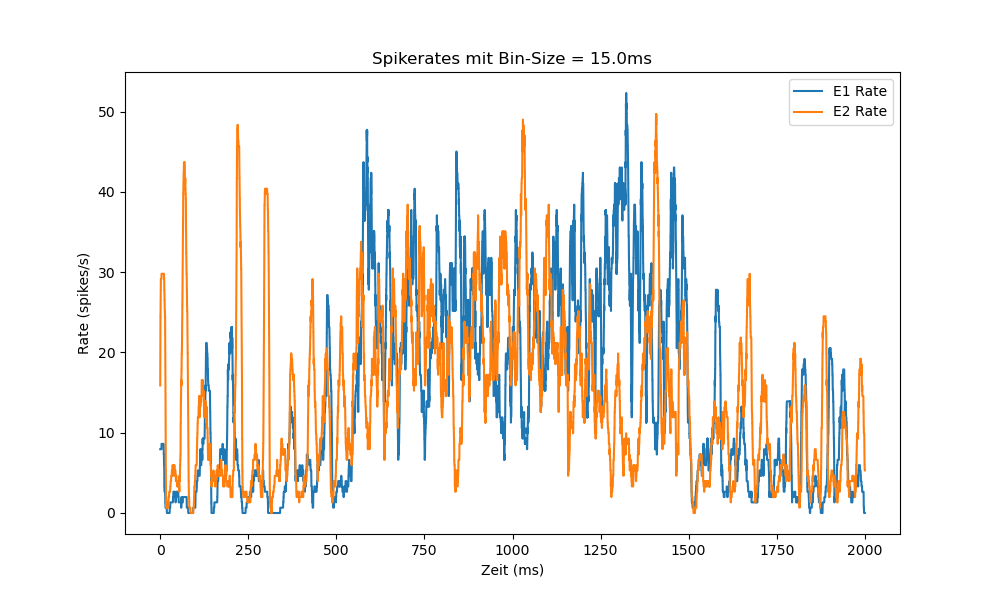 Spikerates mit Bin-Size = 15.0ms
E1 Rate
E2 Rate
Rate (spikes/s)
50
40
30
20
10
0
0 250 500 750 1000 1250 1500 1750 2000
Zeit (ms)